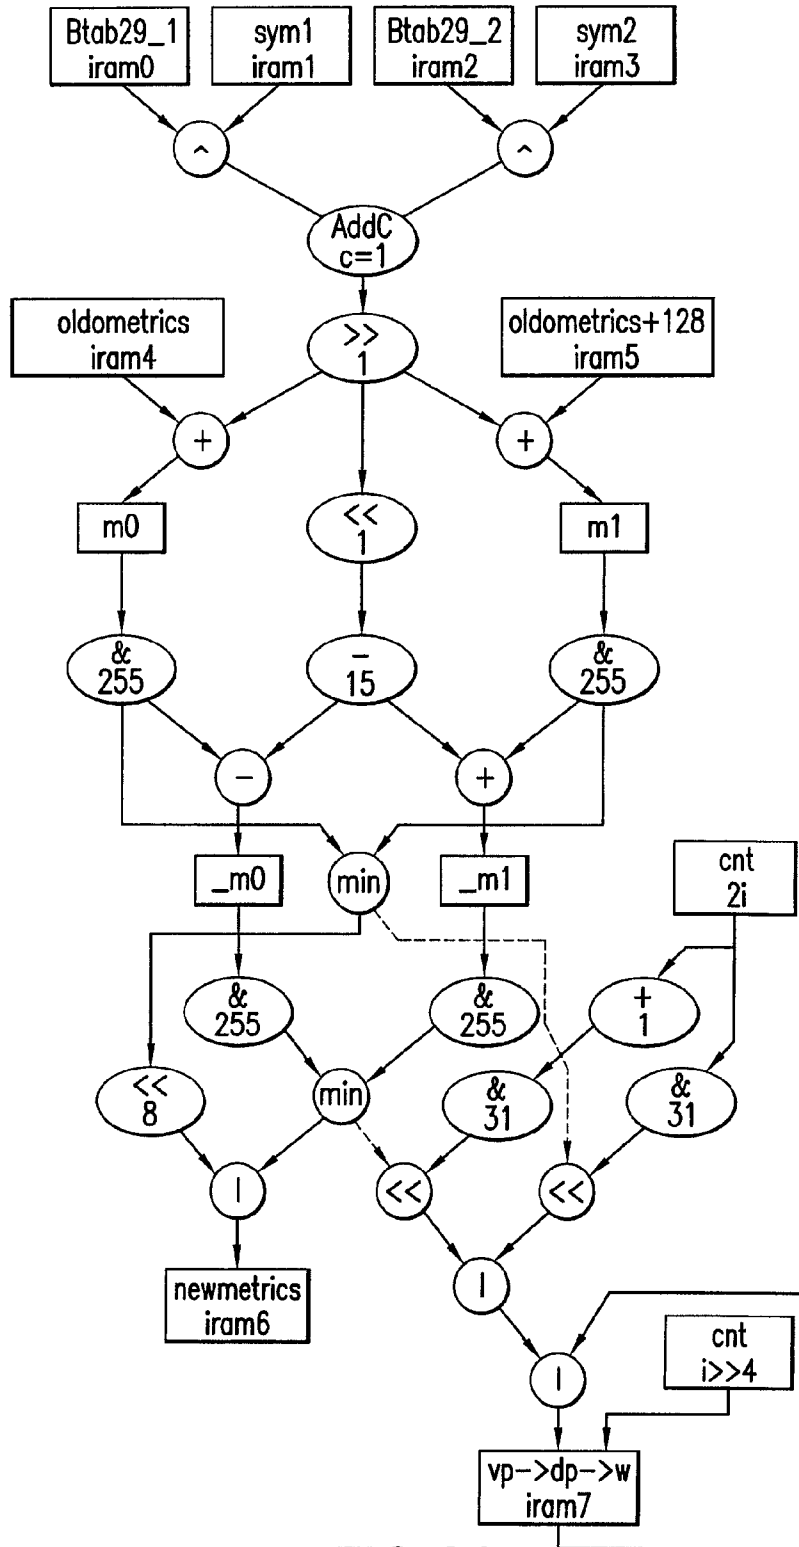 Btab29_1
iram0
sym1
iram1
Btab29_2
iram2
sym2
iram3
^
^
AddC
c=1
oldometrics
iram4
>>
1
oldometrics+128
iram5
+
+
m0
<<
1
m1
&
255
-
15
&
255
-
+
_m0
min
_m1
cnt
2i
&
255
&
255
+
1
<<
8
min
&
31
&
31
|
<<
<<
newmetrics
iram6
|
cnt
i>>4
|
vp->dp->w
iram7